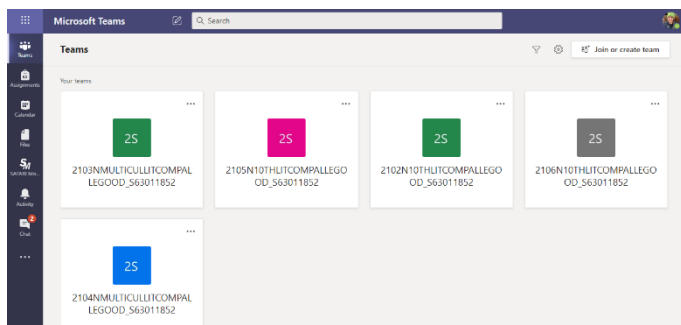 Microsoft Teams
Search
Teams
Teams
Join or create team
Assignments
Your teams
Calendar
2S
2S
2S
2S
Files
2103NMULTICULLITCOMPAL
LEGOOD_S63011852
2105N10THLITCOMPALLEGO
OD_S63011852
2102N10THLITCOMPALLEGO
OD_S63011852
2106N10THLITCOMPALLEGO
OD_S63011852
SM
Activity
2
Chat
2S
2104NMULTICULLITCOMPAL
LEGOOD_S63011852